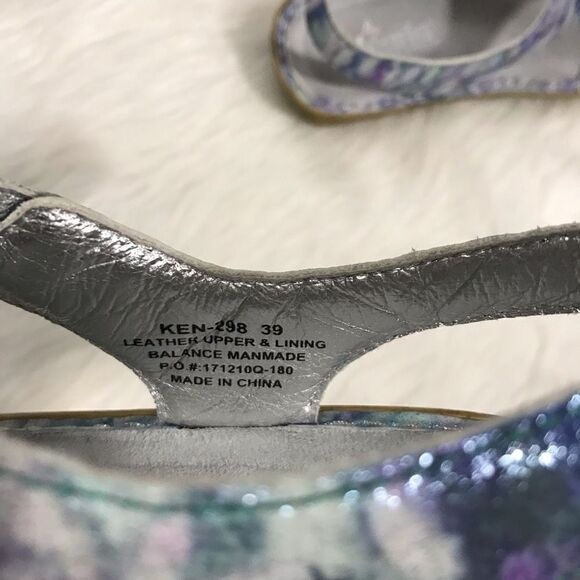 KEN-298 39
LEATHER UPPER & LINING
BALANCE MANMADE
P.O.#:171210Q-180
MADE IN CHINA